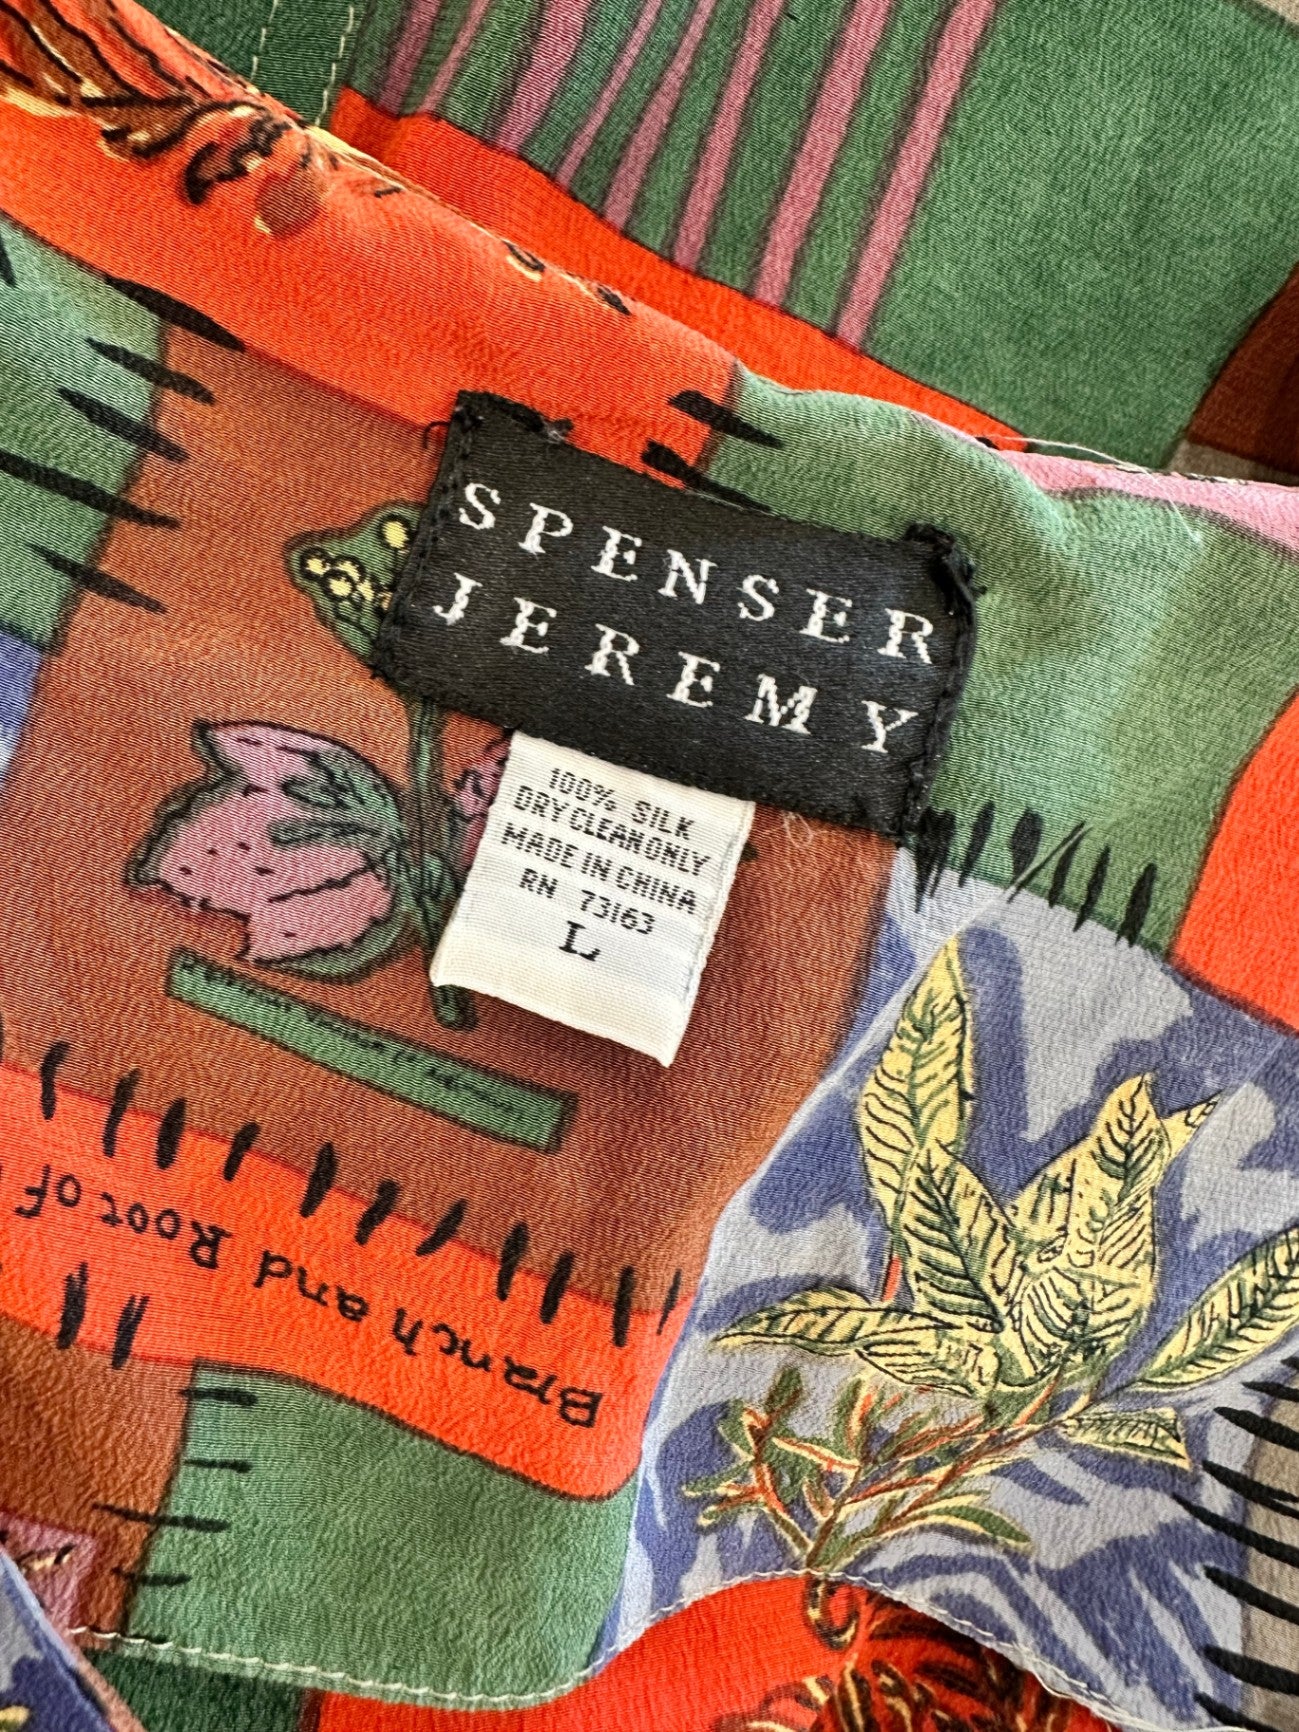 SPENSER
JEREMY
100% SILK
DRY CLEAN ONLY
MADE IN CHINA
RN 73163
L
Branch and Root of